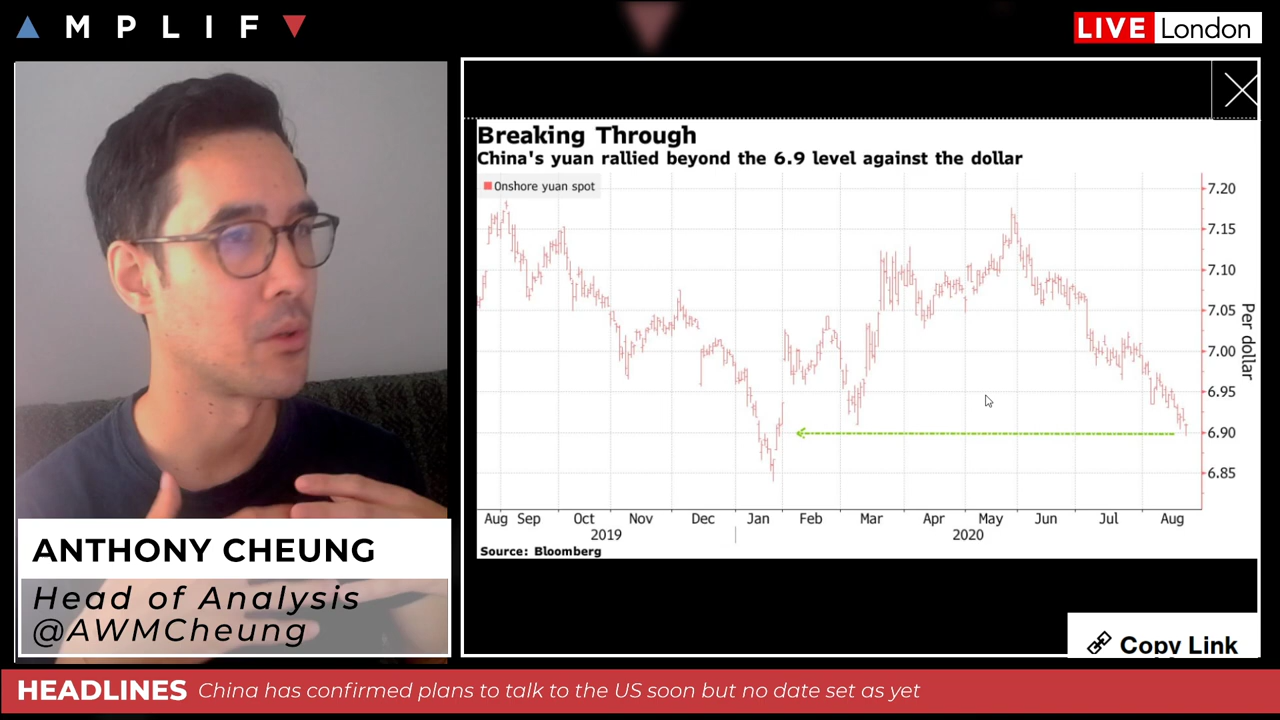 AMPLIFY
LIVE London
Breaking Through
China's yuan rallied beyond the 6.9 level against the dollar
Onshore yuan spot
7.20
7.15
7.10
7.05
7.00
6.95
6.90
6.85
Per dollar
Aug Sep Oct Nov Dec Jan Feb Mar Apr May Jun Jul Aug
2019 2020
Source: Bloomberg
Copy Link
ANTHONY CHEUNG
Head of Analysis
@AWMCheung
HEADLINES China has confirmed plans to talk to the US soon but no date set as yet